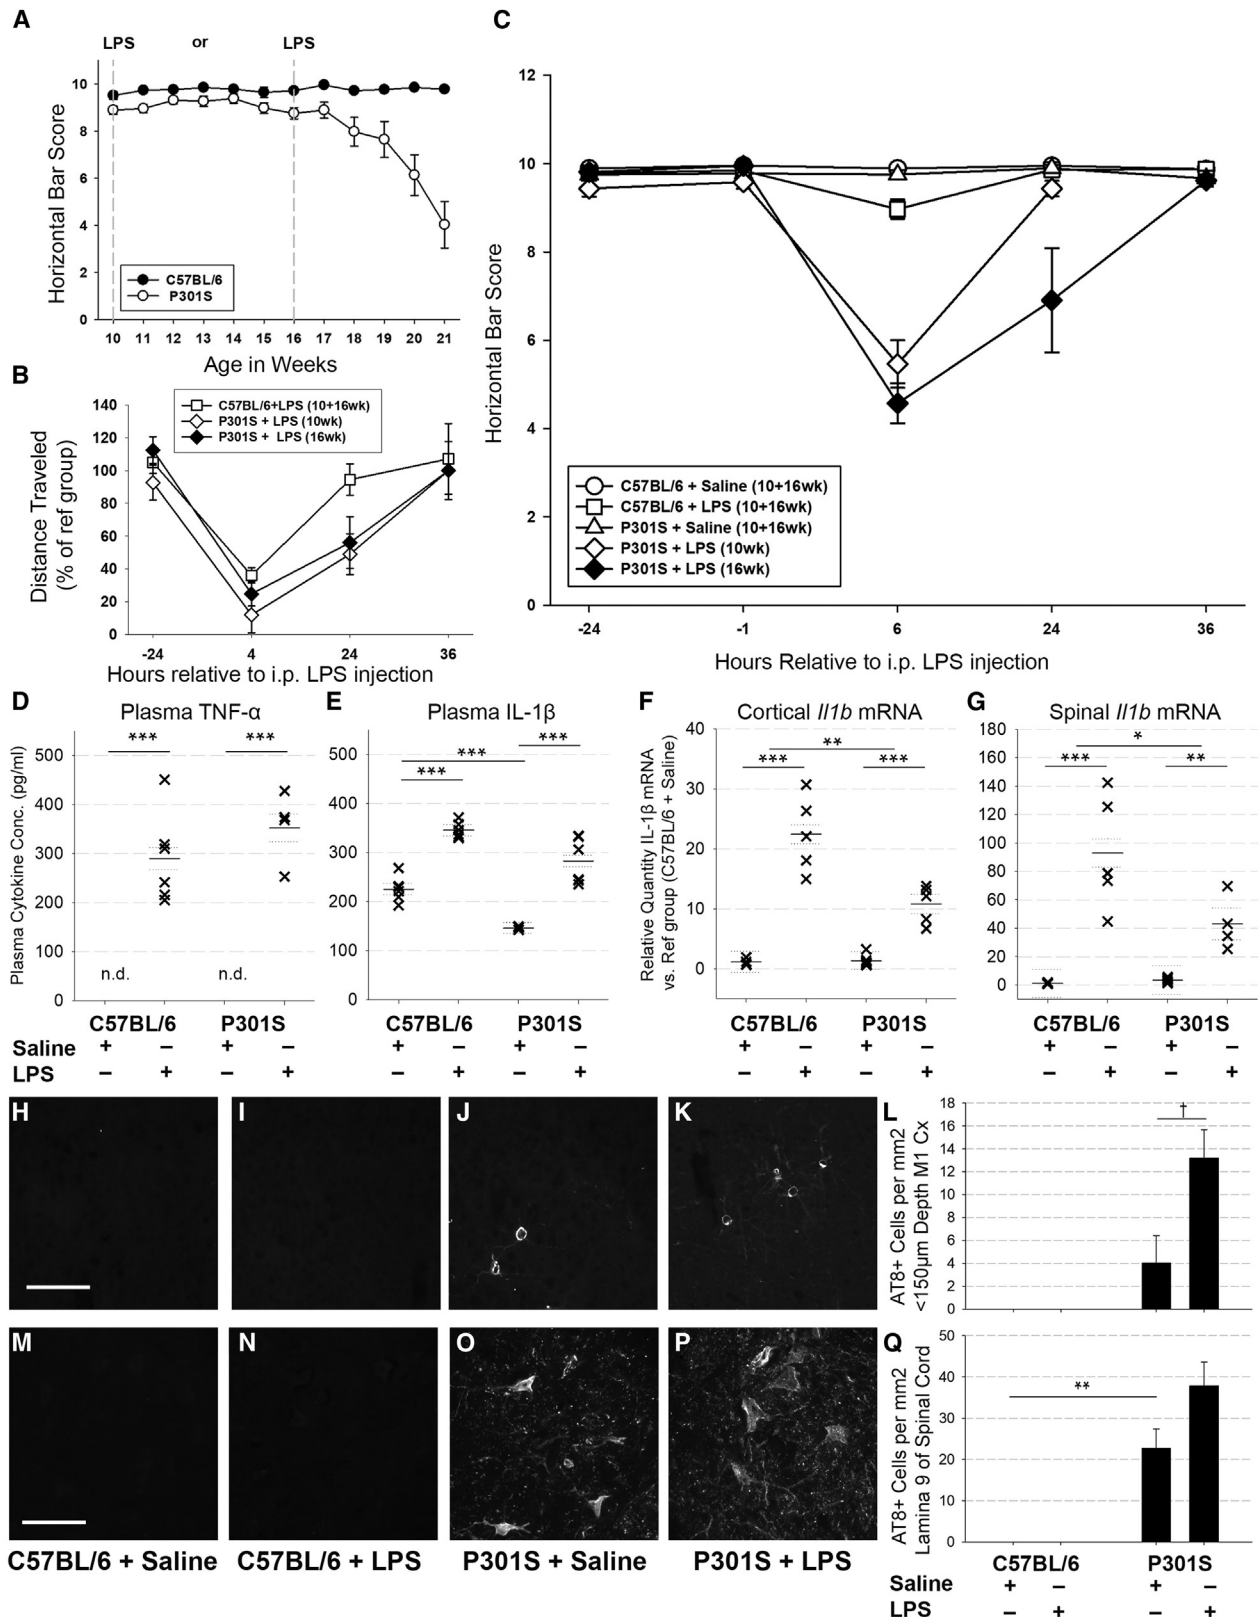 A
LPS or LPS
Horizontal Bar Score
10
8
6
4
2
0
C57BL/6
P301S
10 11 12 13 14 15 16 17 18 19 20 21
Age in Weeks
B
Distance Traveled
(% of ref group)
140
120
100
80
60
40
20
0
C57BL/6+LPS (10+16wk)
P301S + LPS (10wk)
P301S + LPS (16wk)
-24 4 24 36
Hours relative to i.p. LPS injection
C
Horizontal Bar Score
12
10
8
6
4
2
0
C57BL/6 + Saline (10+16wk)
C57BL/6 + LPS (10+16wk)
P301S + Saline (10+16wk)
P301S + LPS (10wk)
P301S + LPS (16wk)
-24 -1 6 24 36
Hours Relative to i.p. LPS injection
D
Plasma TNF-α
Plasma Cytokine Conc. (pg/ml)
*** ***
500
400
300
200
100
0
n.d. n.d.
C57BL/6 P301S
Saline + – + –
LPS – + – +
E
Plasma IL-1β
***
***
***
500
400
300
200
100
0
C57BL/6 P301S
+ – + –
– + – +
F
Cortical Il1b mRNA
Relative Quantity IL-1β mRNA
vs. Ref group (C57BL/6 + Saline)
**
*** ***
40
30
20
10
0
C57BL/6 P301S
+ – + –
– + – +
G
Spinal Il1b mRNA
*
*** **
180
160
140
120
100
80
60
40
20
0
C57BL/6 P301S
+ – + –
– + – +
H
I
J
K
L
AT8+ Cells per mm2
<150µm Depth M1 Cx
†
18
16
14
12
10
8
6
4
2
0
M
N
O
P
C57BL/6 + Saline
C57BL/6 + LPS
P301S + Saline
P301S + LPS
Q
AT8+ Cells per mm2
Lamina 9 of Spinal Cord
**
50
40
30
20
10
0
C57BL/6 P301S
Saline + – + –
LPS – + – +